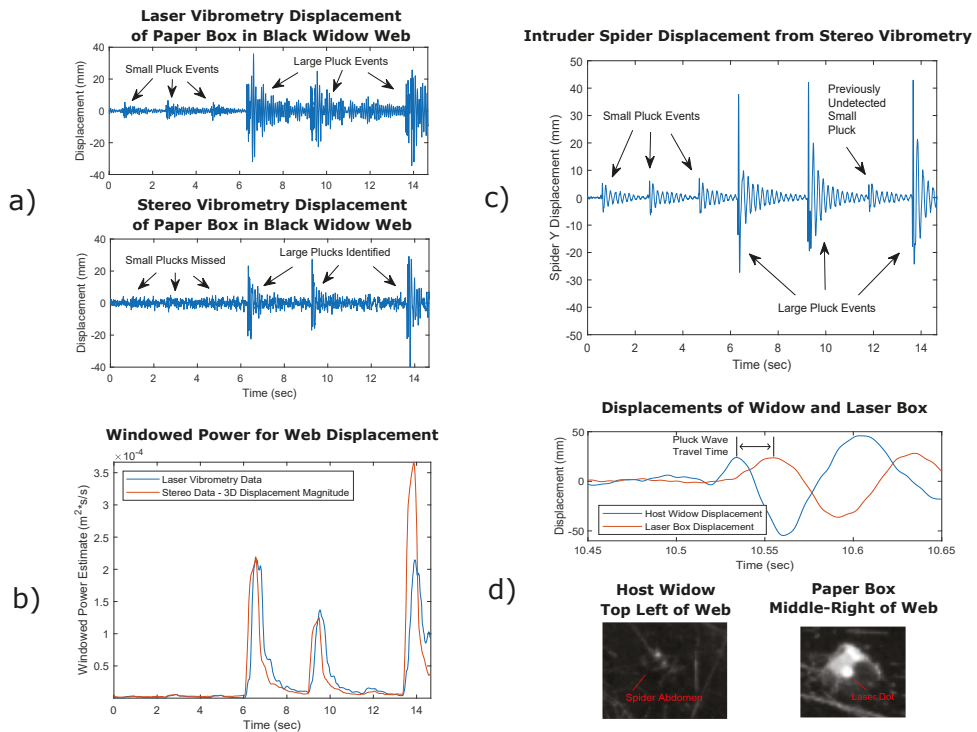 a)
Laser Vibrometry Displacement
of Paper Box in Black Widow Web
Displacement (mm)
40
20
0
-20
-40
Small Pluck Events
Large Pluck Events
0 2 4 6 8 10 12 14
Stereo Vibrometry Displacement
of Paper Box in Black Widow Web
Displacement (mm)
40
20
0
-20
-40
Small Plucks Missed
Large Plucks Identified
0 2 4 6 8 10 12 14
Time (sec)
b)
Windowed Power for Web Displacement
×10⁻⁴
Windowed Power Estimate (m²*s/s)
3.5
3
2.5
2
1.5
1
0.5
Laser Vibrometry Data
Stereo Data - 3D Displacement Magnitude
0 2 4 6 8 10 12 14
Time (sec)
c)
Intruder Spider Displacement from Stereo Vibrometry
Spider Y Displacement (mm)
50
40
30
20
10
0
-10
-20
-30
-40
-50
Small Pluck Events
Previously
Undetected
Small
Pluck
Large Pluck Events
0 2 4 6 8 10 12 14
Time (sec)
d)
Displacements of Widow and Laser Box
Displacement (mm)
50
0
-50
Pluck Wave
Travel Time
Host Widow Displacement
Laser Box Displacement
10.45 10.5 10.55 10.6 10.65
Time (sec)
Host Widow
Top Left of Web
Spider Abdomen
Paper Box
Middle-Right of Web
Laser Dot